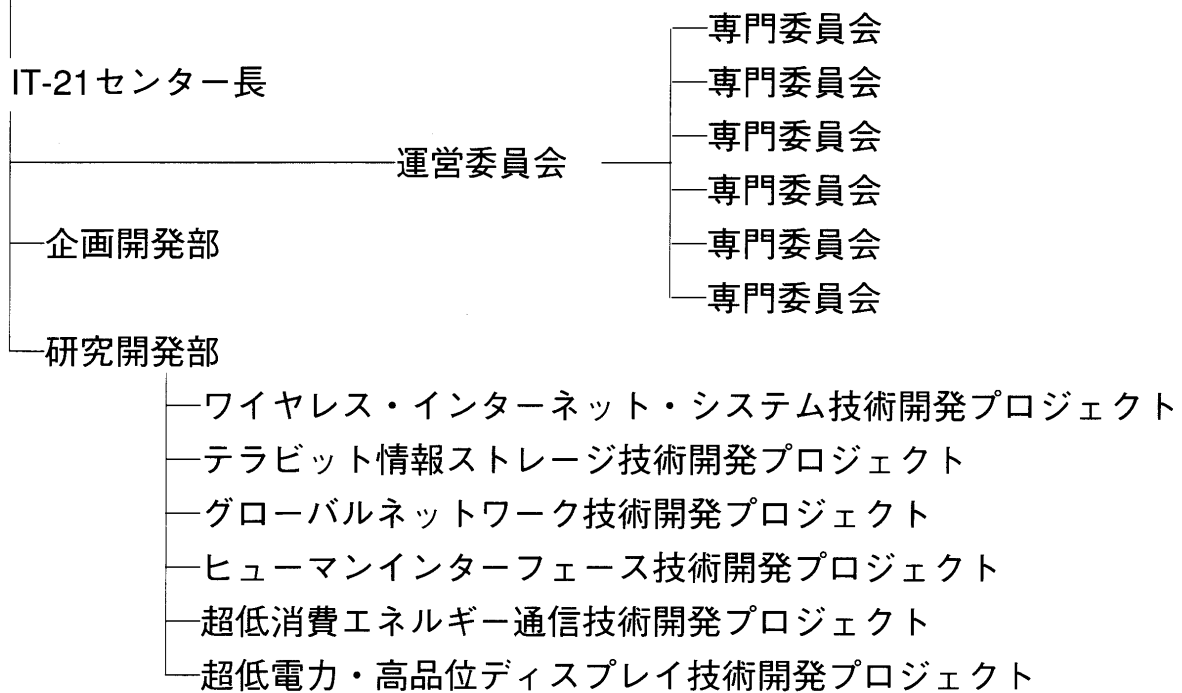 専門委員会
IT-21センター長
専門委員会
専門委員会
運営委員会
専門委員会
企画開発部
専門委員会
専門委員会
研究開発部
ワイヤレス・インターネット・システム技術開発プロジェクト
テラビット情報ストレージ技術開発プロジェクト
グローバルネットワーク技術開発プロジェクト
ヒューマンインターフェース技術開発プロジェクト
超低消費エネルギー通信技術開発プロジェクト
超低電力・高品位ディスプレイ技術開発プロジェクト